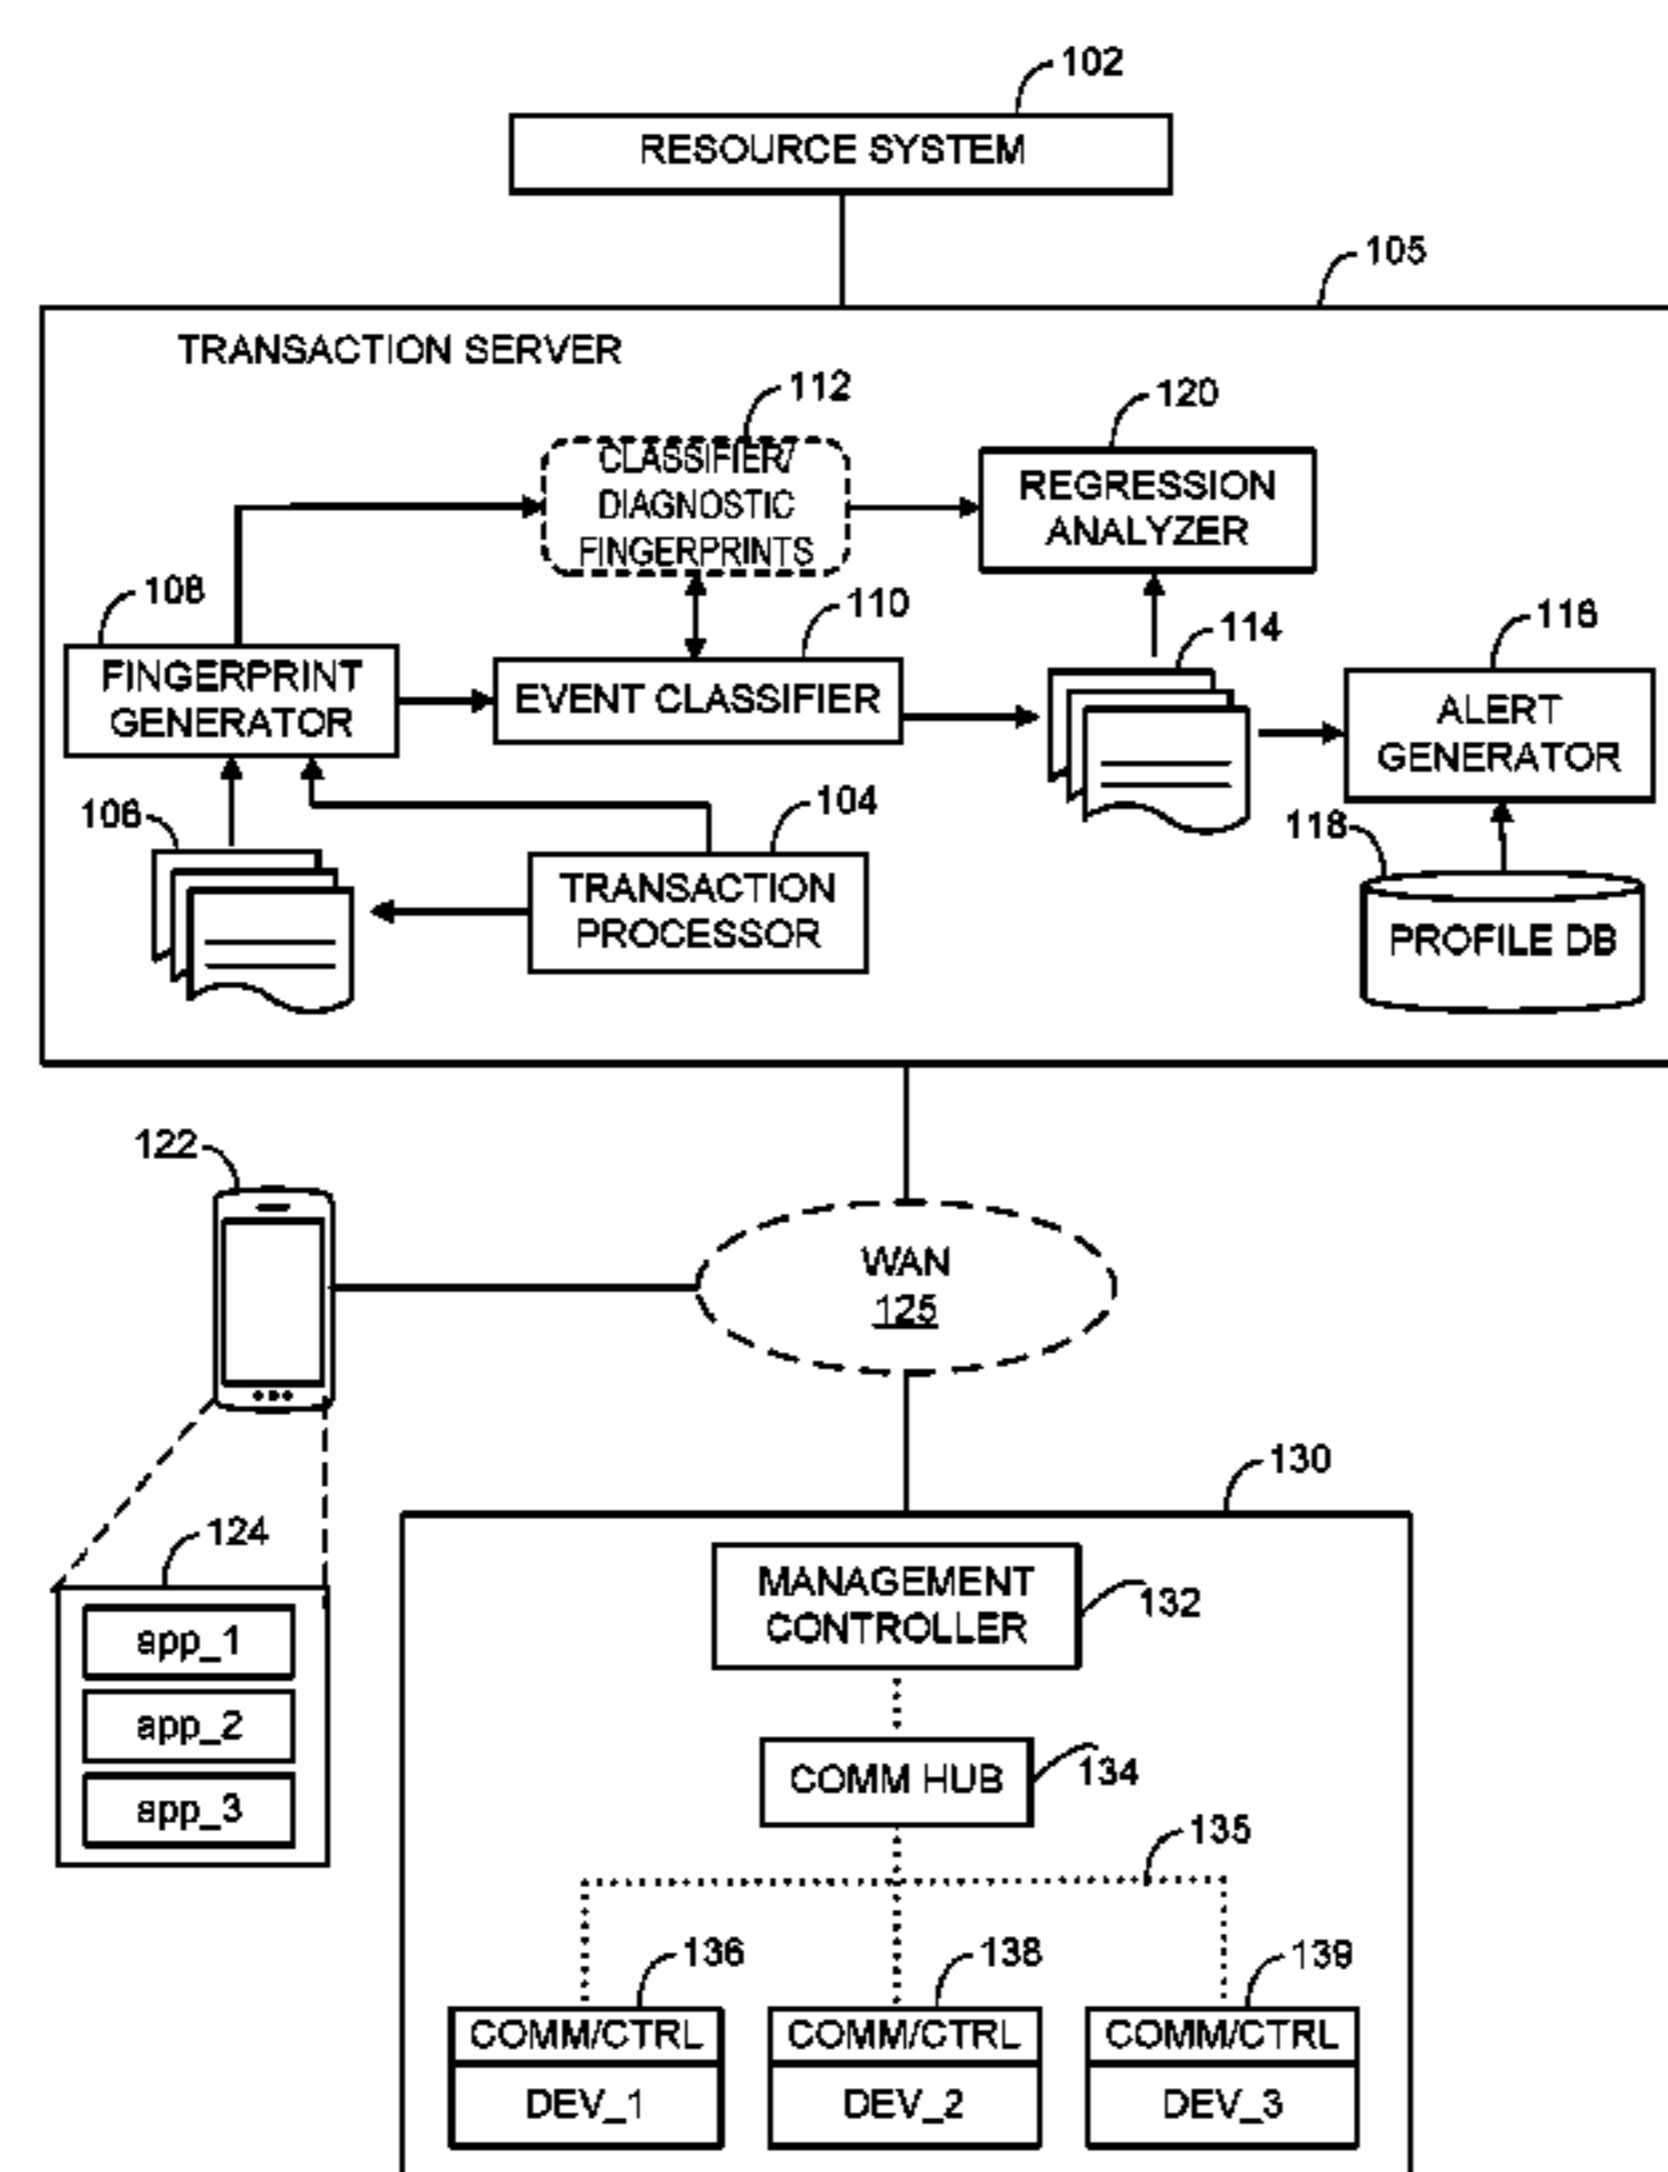 102
RESOURCE SYSTEM
105
TRANSACTION SERVER
112
120
CLASSIFIER/
DIAGNOSTIC
FINGERPRINTS
REGRESSION
ANALYZER
108
110
114
116
FINGERPRINT
GENERATOR
EVENT CLASSIFIER
ALERT
GENERATOR
106
104
118
TRANSACTION
PROCESSOR
PROFILE DB
122
WAN
125
130
124
MANAGEMENT
CONTROLLER
132
app_1
app_2
app_3
COMM HUB
134
135
136
138
139
COMM/CTRL
COMM/CTRL
COMM/CTRL
DEV_1
DEV_2
DEV_3